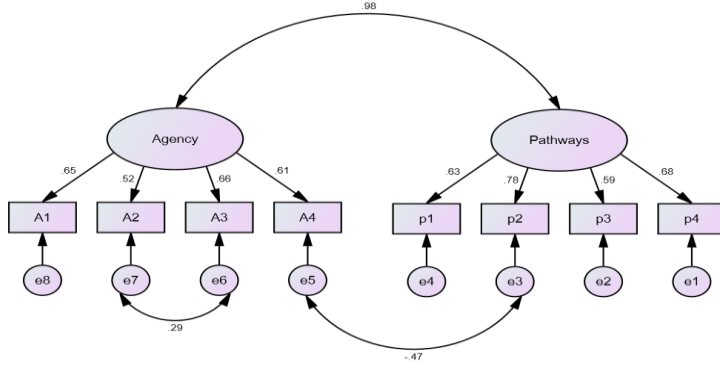 .98
Agency
Pathways
.65
.52
.66
.61
.63
.78
.59
.68
A1
A2
A3
A4
p1
p2
p3
p4
e8
e7
e6
e5
e4
e3
e2
e1
.29
-.47